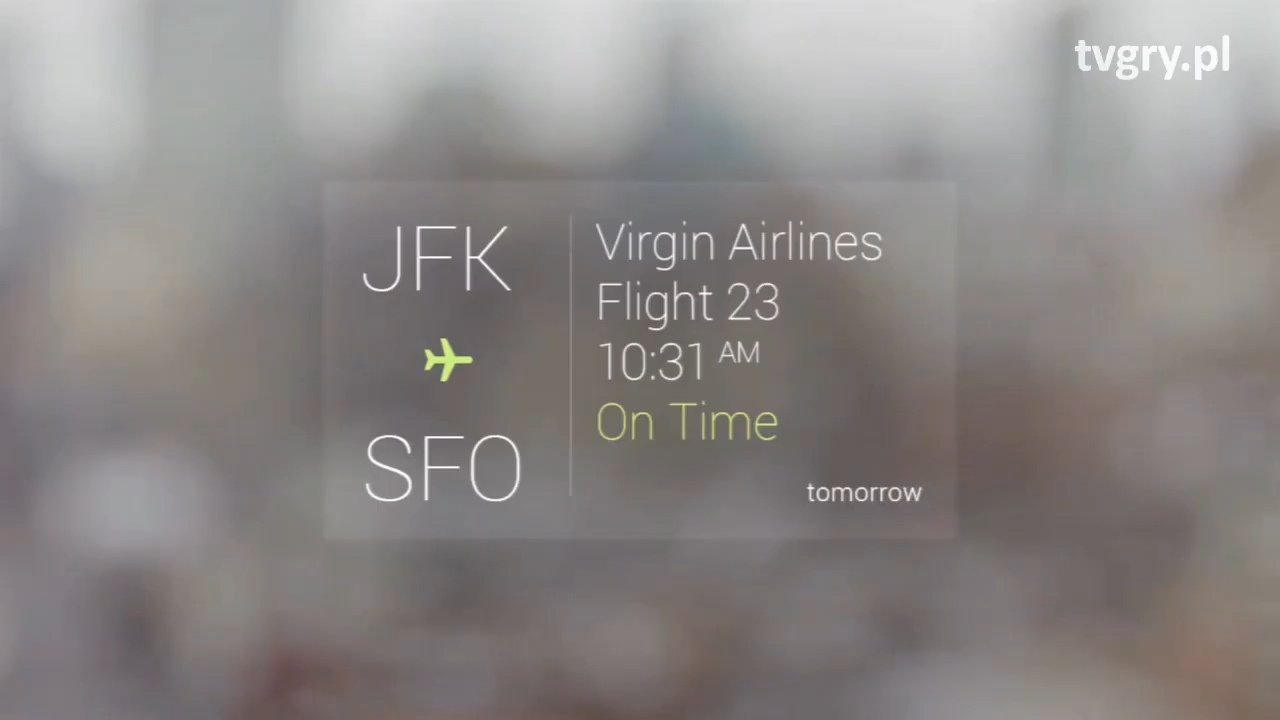 tvgry.pl
JFK
SFO
Virgin Airlines
Flight 23
10:31 AM
On Time
tomorrow